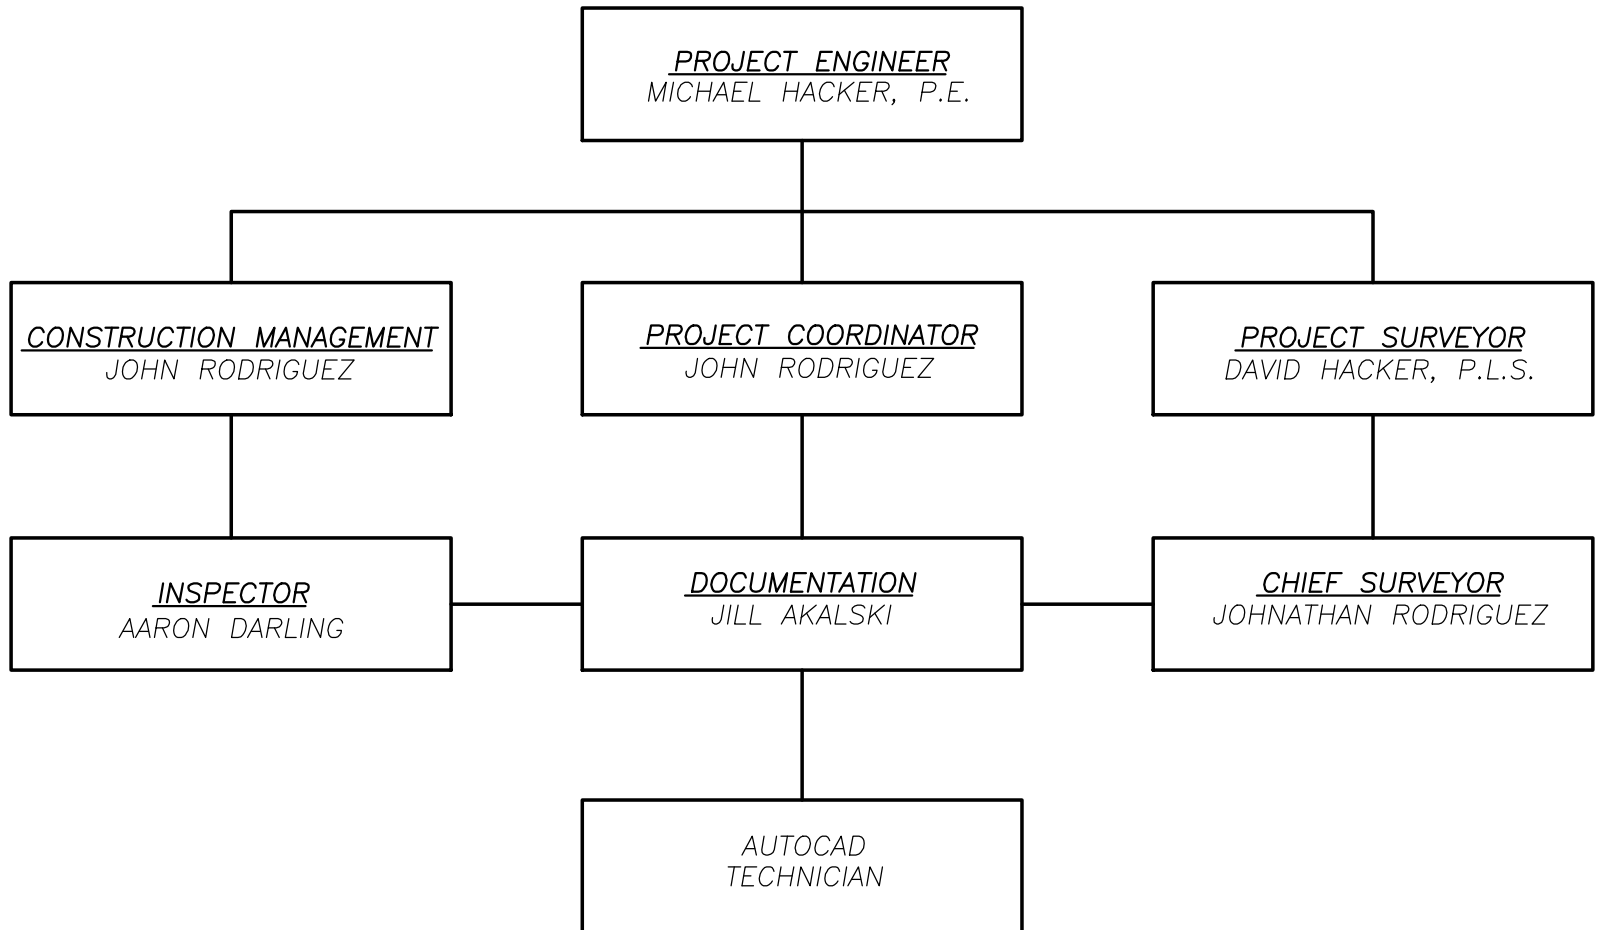 PROJECT ENGINEER
MICHAEL HACKER, P.E.
CONSTRUCTION MANAGEMENT
JOHN RODRIGUEZ
PROJECT COORDINATOR
JOHN RODRIGUEZ
PROJECT SURVEYOR
DAVID HACKER, P.L.S.
INSPECTOR
AARON DARLING
DOCUMENTATION
JILL AKALSKI
CHIEF SURVEYOR
JOHNATHAN RODRIGUEZ
AUTOCAD
TECHNICIAN